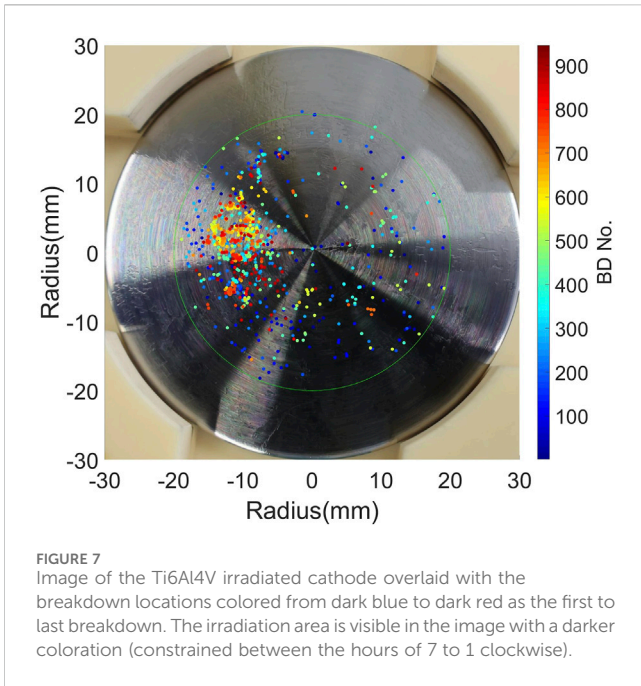 30
20
10
0
-10
-20
-30
Radius(mm)
-30 -20 -10 0 10 20 30
Radius(mm)
900
800
700
600
500
400
300
200
100
BD No.
FIGURE 7
Image of the Ti6Al4V irradiated cathode overlaid with the
breakdown locations colored from dark blue to dark red as the first to
last breakdown. The irradiation area is visible in the image with a darker
coloration (constrained between the hours of 7 to 1 clockwise).